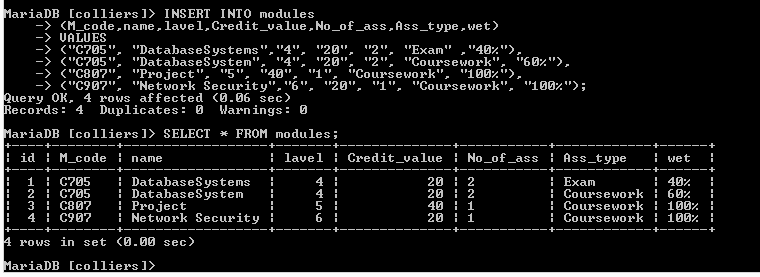 MariaDB [colliers]> INSERT INTO modules
    -> (M_code,name,lavel,Credit_value,No_of_ass,Ass_type,wet)
    -> VALUES
    -> ("C705", "DatabaseSystems","4", "20", "2", "Exam" ,"40%"),
    -> ("C705", "DatabaseSystem", "4", "20", "2", "Coursework", "60%"),
    -> ("C807", "Project", "5", "40", "1", "Coursework", "100%"),
    -> ("C907", "Network Security","6", "20", "1", "Coursework", "100%");
Query OK, 4 rows affected (0.06 sec)
Records: 4  Duplicates: 0  Warnings: 0
MariaDB [colliers]> SELECT * FROM modules;
+----+--------+------------------+-------+--------------+-----------+------------+------+
| id | M_code | name             | lavel | Credit_value | No_of_ass | Ass_type   | wet  |
+----+--------+------------------+-------+--------------+-----------+------------+------+
|  1 | C705   | DatabaseSystems  |     4 |           20 | 2         | Exam       | 40%  |
|  2 | C705   | DatabaseSystem   |     4 |           20 | 2         | Coursework | 60%  |
|  3 | C807   | Project          |     5 |           40 | 1         | Coursework | 100% |
|  4 | C907   | Network Security |     6 |           20 | 1         | Coursework | 100% |
+----+--------+------------------+-------+--------------+-----------+------------+------+
4 rows in set (0.00 sec)
MariaDB [colliers]>